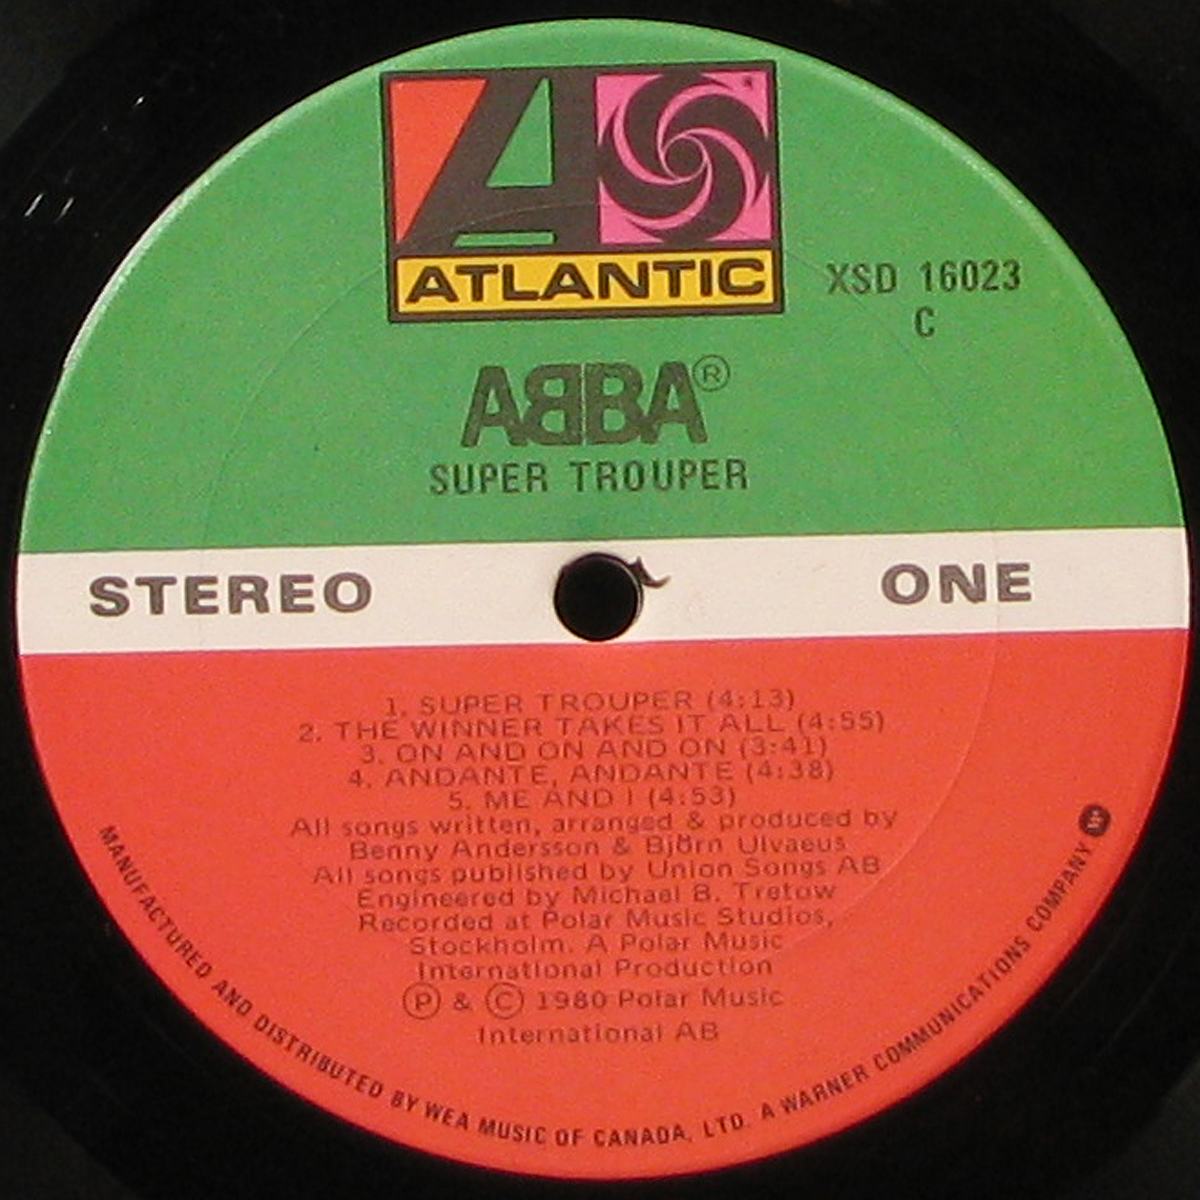 ATLANTIC
XSD 16023
C
ABBA®
SUPER TROUPER
STEREO
ONE
1. SUPER TROUPER (4:13)
2. THE WINNER TAKES IT ALL (4:55)
3. ON AND ON AND ON (3:41)
4. ANDANTE, ANDANTE (4:38)
5. ME AND I (4:53)
All songs written, arranged & produced by
Benny Andersson & Björn Ulvaeus
All songs published by Union Songs AB
Engineered by Michael B. Tretow
Recorded at Polar Music Studios,
Stockholm. A Polar Music
International Production
Ⓟ & Ⓒ 1980 Polar Music
International AB
MANUFACTURED AND DISTRIBUTED BY WEA MUSIC OF CANADA, LTD. A WARNER COMMUNICATIONS COMPANY